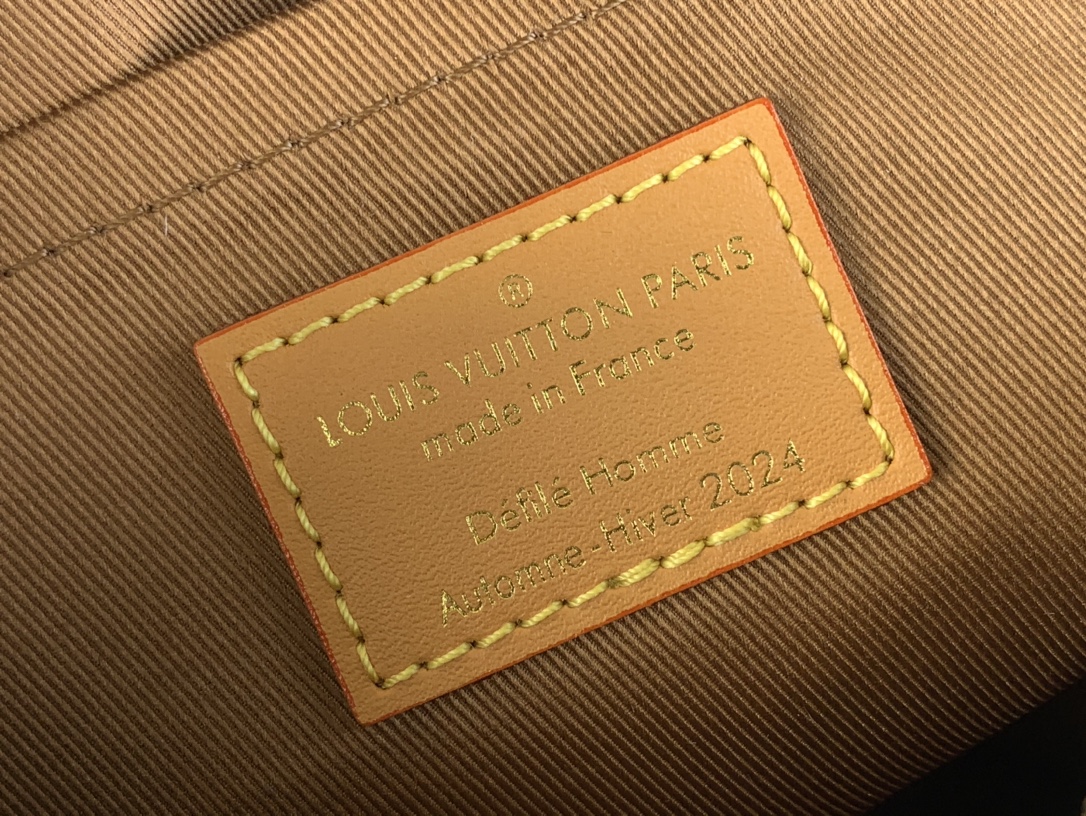 ®
LOUIS VUITTON PARIS
made in France
Défilé Homme
Automne-Hiver 2024